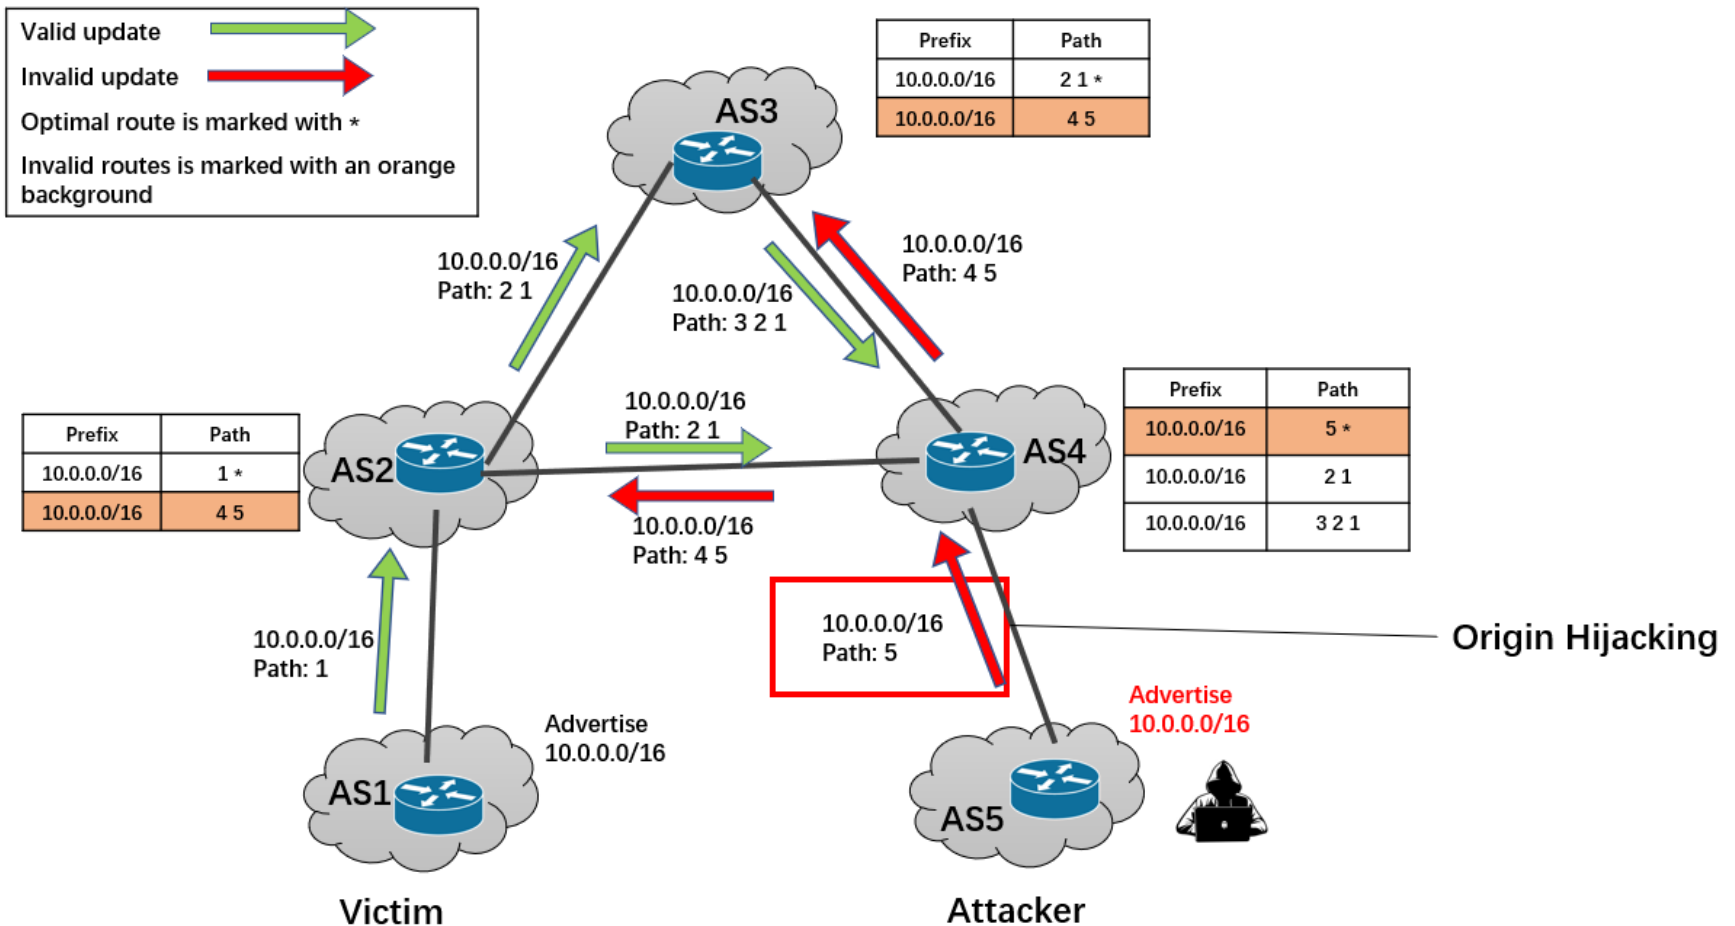 Valid update
Invalid update
Optimal route is marked with *
Invalid routes is marked with an orange
background
AS3
Prefix Path
10.0.0.0/16 2 1 *
10.0.0.0/16 4 5
10.0.0.0/16
Path: 2 1
10.0.0.0/16
Path: 3 2 1
10.0.0.0/16
Path: 4 5
Prefix Path
10.0.0.0/16 1 *
10.0.0.0/16 4 5
AS2
10.0.0.0/16
Path: 2 1
10.0.0.0/16
Path: 4 5
AS4
Prefix Path
10.0.0.0/16 5 *
10.0.0.0/16 2 1
10.0.0.0/16 3 2 1
10.0.0.0/16
Path: 1
10.0.0.0/16
Path: 5
Origin Hijacking
AS1
Advertise
10.0.0.0/16
AS5
Advertise
10.0.0.0/16
Victim
Attacker